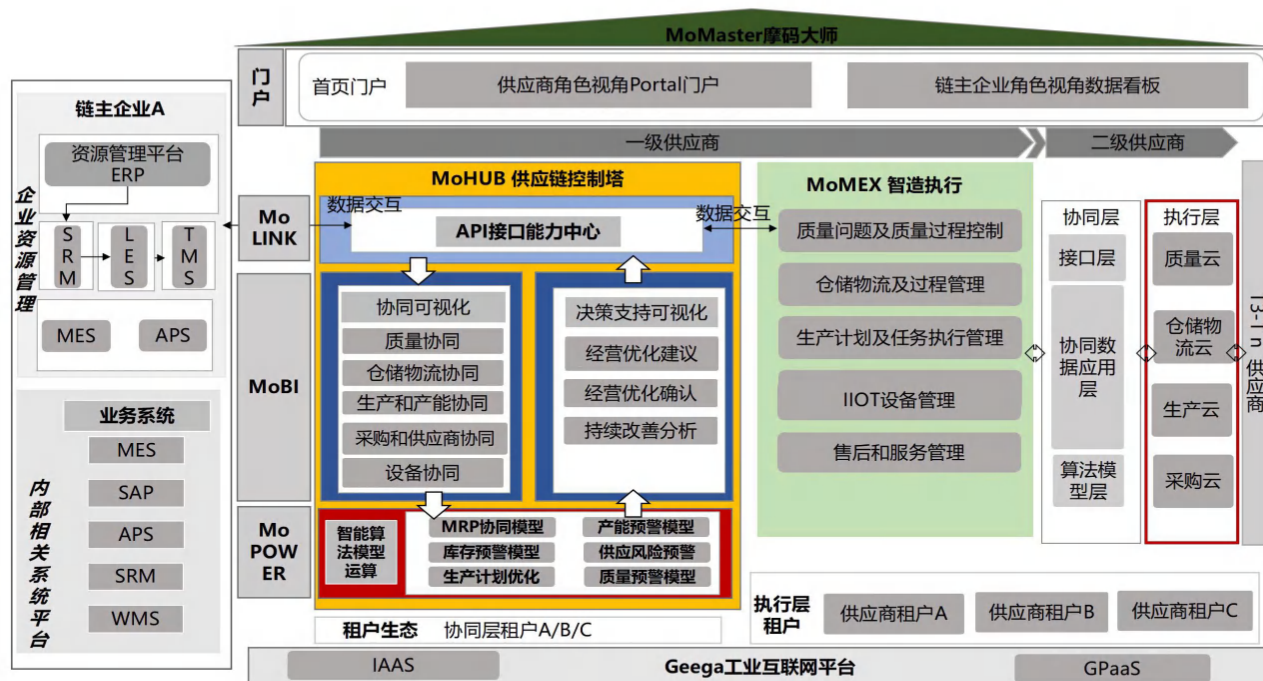 MoMaster摩码大师
门
户
首页门户
供应商角色视角Portal门户
链主企业角色视角数据看板
一级供应商
二级供应商
链主企业A
资源管理平台
ERP
企业资源管理
SRM
LES
TMS
MES
APS
内部相关系统平台
业务系统
MES
SAP
APS
SRM
WMS
Mo
LINK
MoBI
Mo
POW
ER
MoHUB 供应链控制塔
数据交互
API接口能力中心
数据交互
协同可视化
质量协同
仓储物流协同
生产和产能协同
采购和供应商协同
设备协同
决策支持可视化
经营优化建议
经营优化确认
持续改善分析
智能算
法模型
运算
MRP协同模型
库存预警模型
生产计划优化
产能预警模型
供应风险预警
质量预警模型
MoMEX 智造执行
质量问题及质量过程控制
仓储物流及过程管理
生产计划及任务执行管理
IIOT设备管理
售后和服务管理
协同层
接口层
协同数
据应用
层
算法模
型层
执行层
质量云
仓储物
流云
生产云
采购云
T3-Tn 供应商
租户生态
协同层租户A/B/C
执行层
租户
供应商租户A
供应商租户B
供应商租户C
IAAS
Geega工业互联网平台
GPaaS